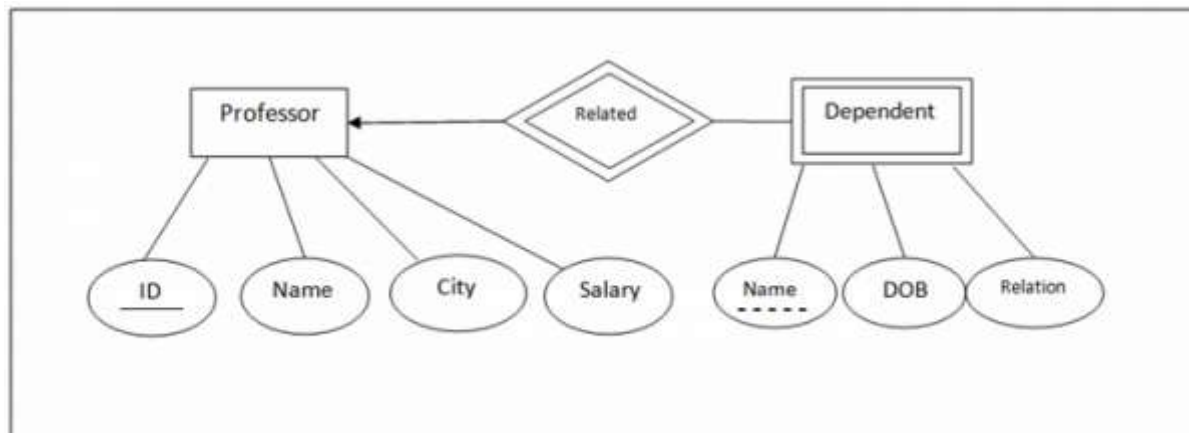 Professor
Related
Dependent
ID
Name
City
Salary
Name
DOB
Relation